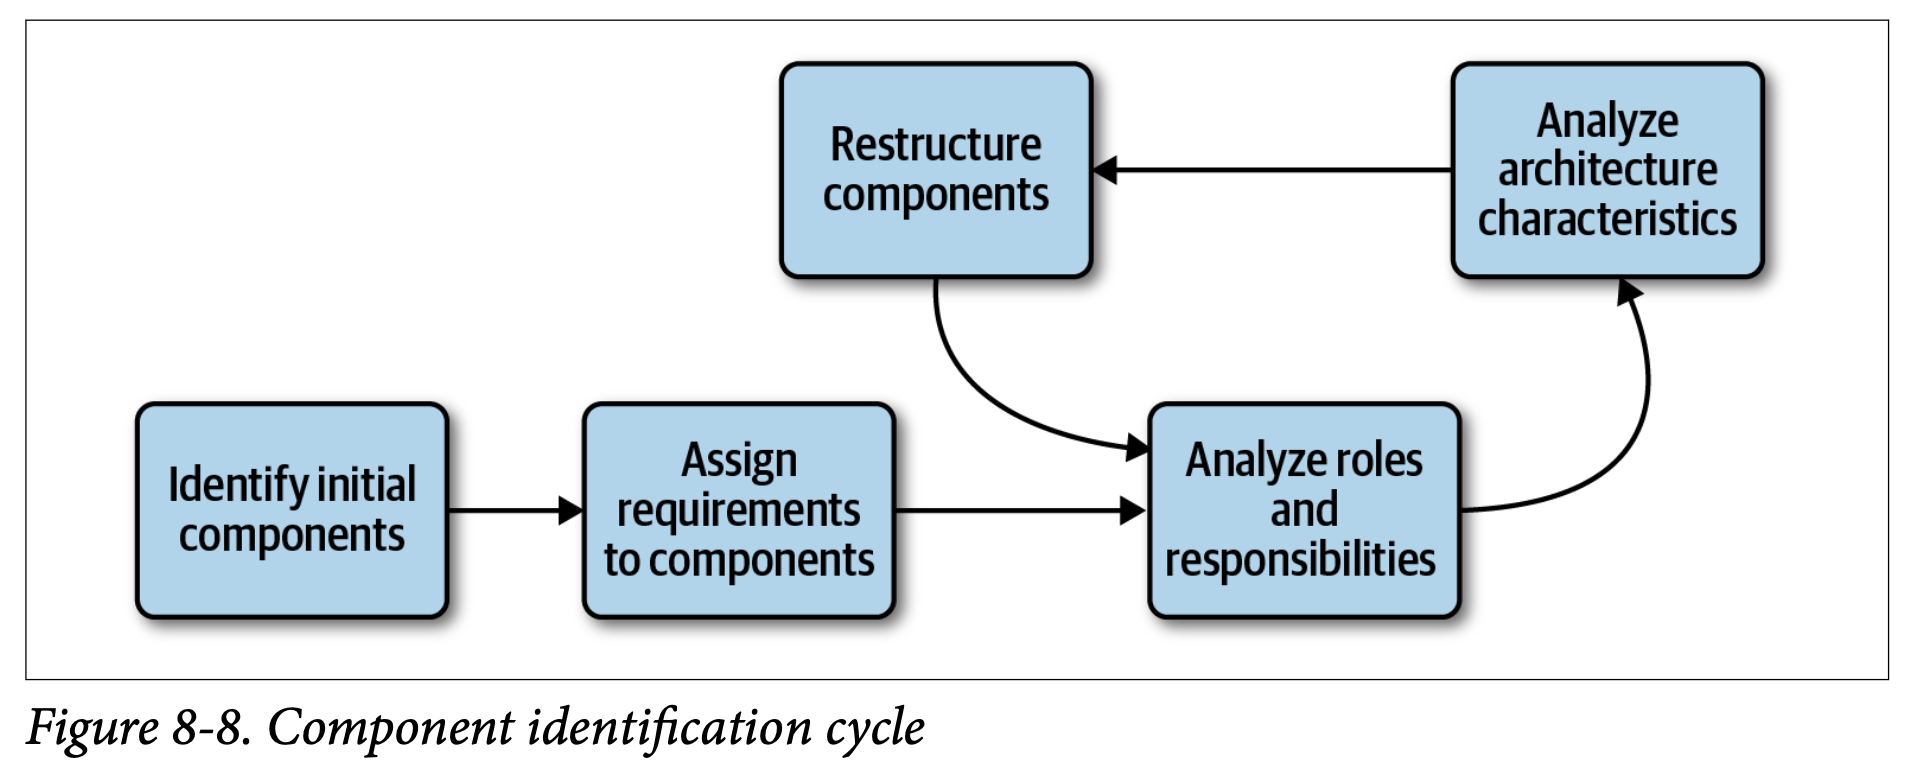 Restructure
components
Analyze
architecture
characteristics
Identify initial
components
Assign
requirements
to components
Analyze roles
and
responsibilities
Figure 8-8. Component identification cycle